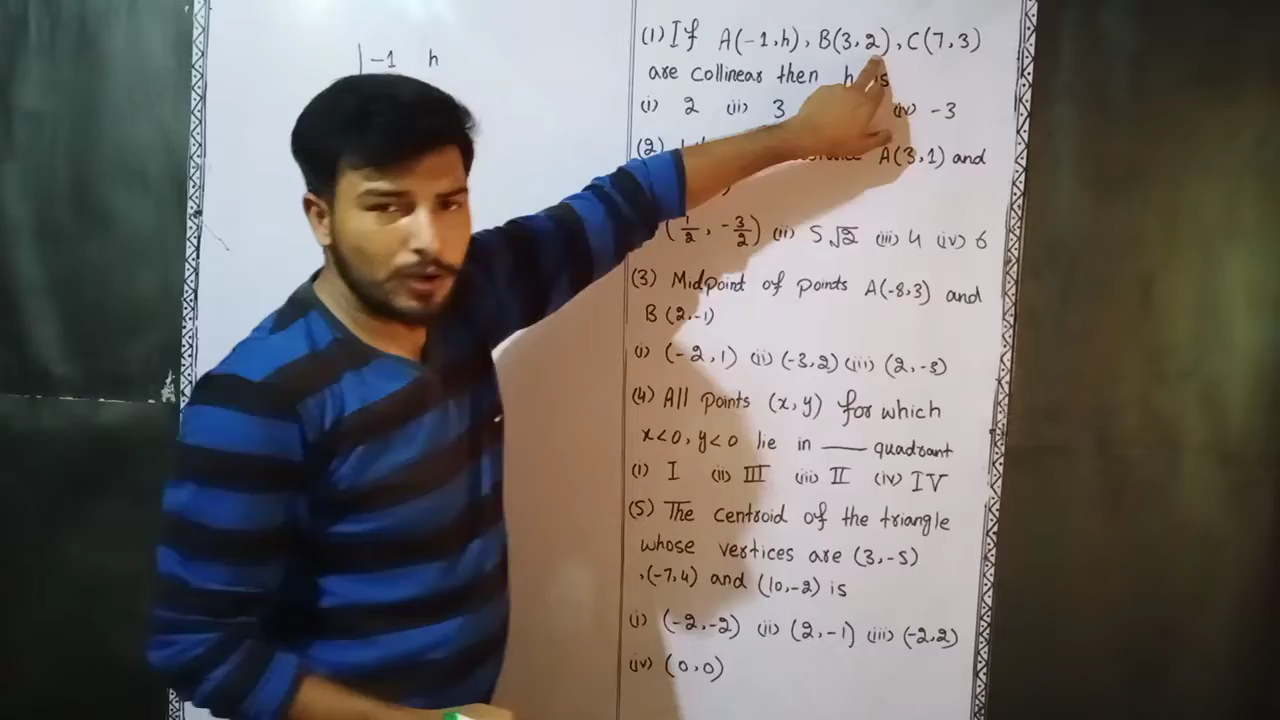 |-1 h
(1) If A(-1,h), B(3,2), C(7,3)
are collinear then h is
(i) 2 (ii) 3 (iv) -3
(2) A(3,1) and
(1/2, -3/2) (ii) 5√2 (iii) 4 (iv) 6
(3) Midpoint of points A(-8,3) and
B (2,-1)
(i) (-2,1) (ii) (-3,2) (iii) (2,-3)
(4) All points (x,y) for which
x<0, y<0 lie in ___ quadrant
(i) I (ii) III (iii) II (iv) IV
(5) The centroid of the triangle
whose vertices are (3,-5)
,(-7,4) and (10,-2) is
(i) (-2,-2) (ii) (2,-1) (iii) (-2,2)
(iv) (0,0)